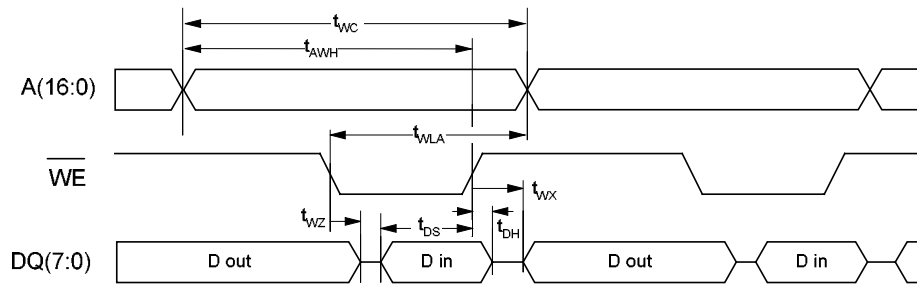 tWC
tAWH
A(16:0)
tWLA
WE
tWX
tWZ
tDS
tDH
DQ(7:0)
D out
D in
D out
D in